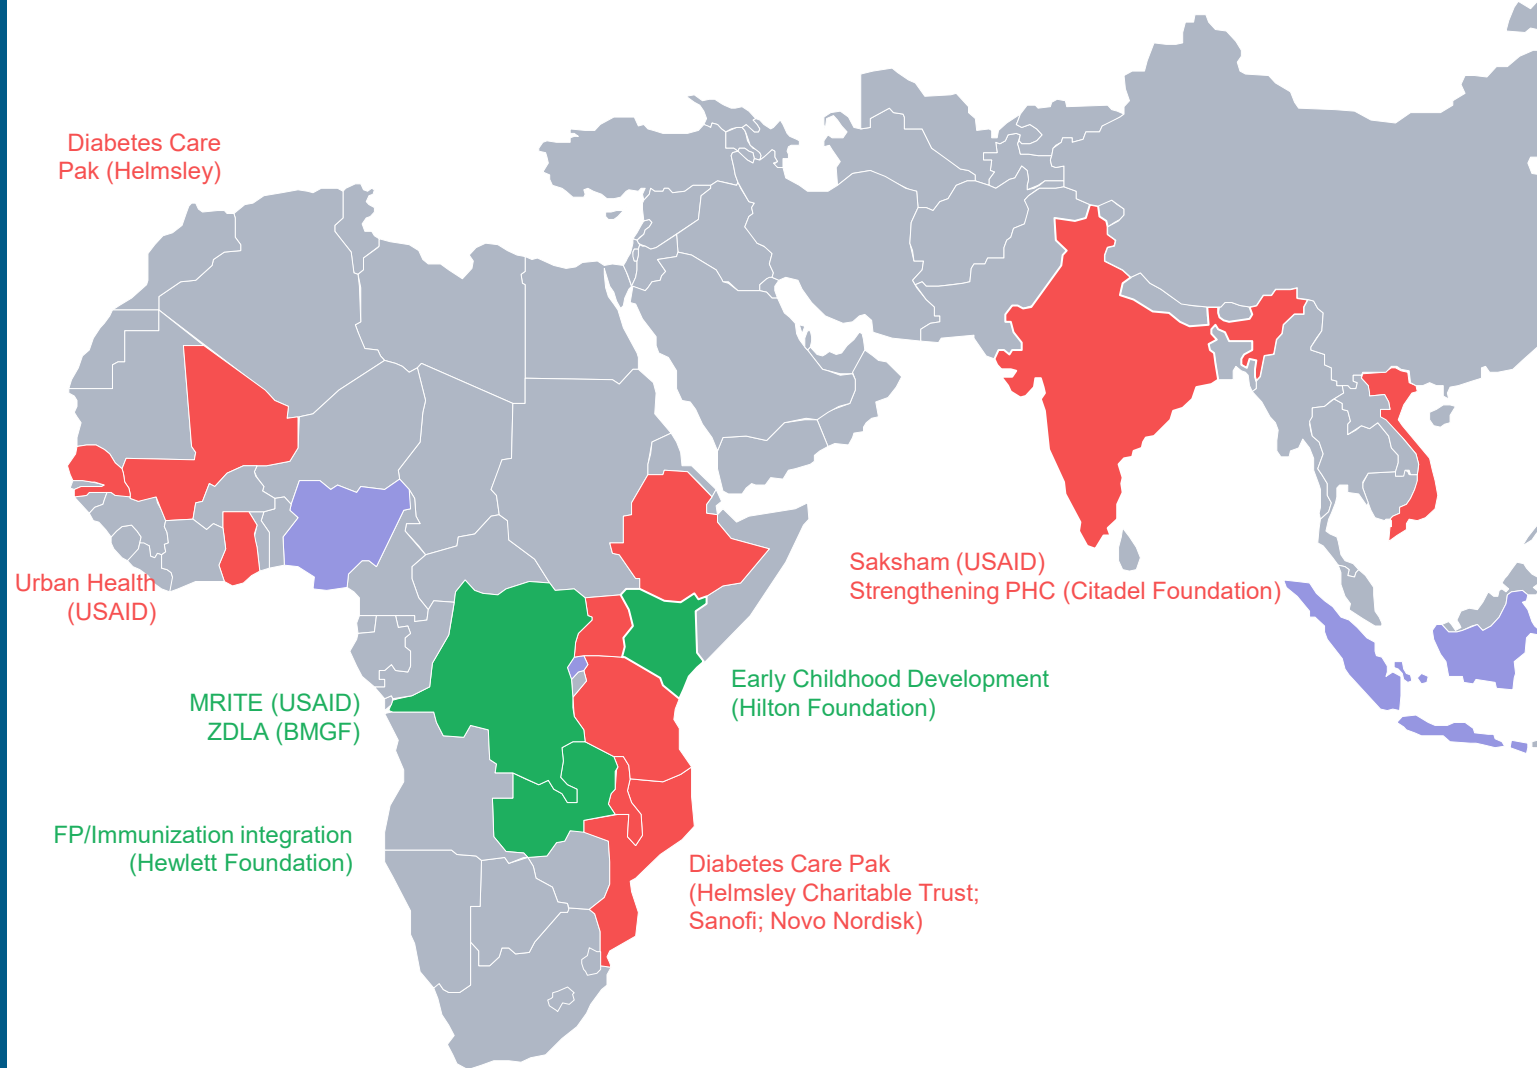 Diabetes Care
Pak (Helmsley)
Urban Health
(USAID)
Saksham (USAID)
Strengthening PHC (Citadel Foundation)
MRITE (USAID)
ZDLA (BMGF)
Early Childhood Development
(Hilton Foundation)
FP/Immunization integration
(Hewlett Foundation)
Diabetes Care Pak
(Helmsley Charitable Trust;
Sanofi; Novo Nordisk)